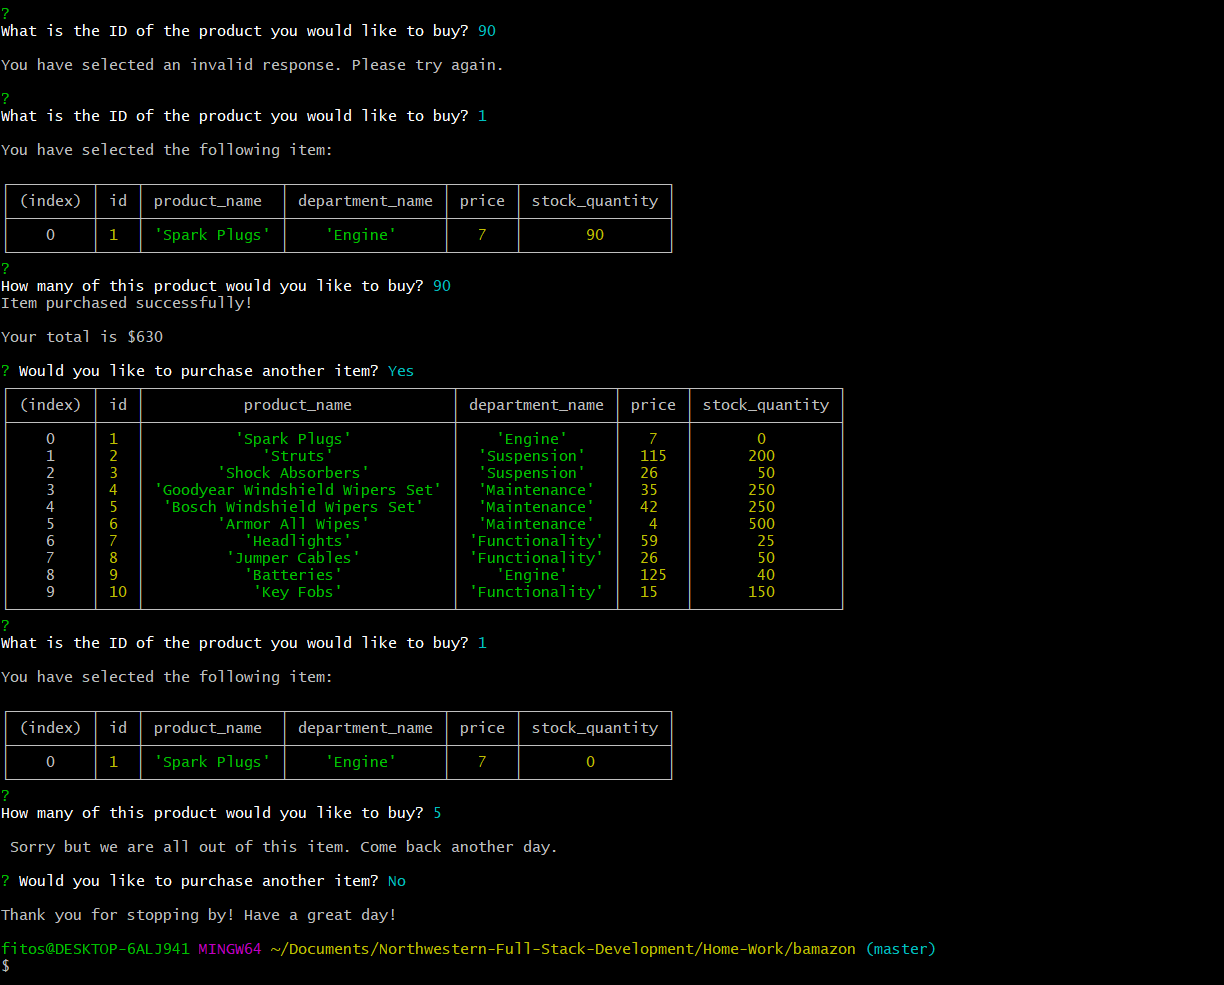 ?
What is the ID of the product you would like to buy? 90
You have selected an invalid response. Please try again.
?
What is the ID of the product you would like to buy? 1
You have selected the following item:
(index) id product_name department_name price stock_quantity
0 1 'Spark Plugs' 'Engine' 7 90
?
How many of this product would you like to buy? 90
Item purchased successfully!
Your total is $630
? Would you like to purchase another item? Yes
(index) id product_name department_name price stock_quantity
0 1 'Spark Plugs' 'Engine' 7 0
1 2 'Struts' 'Suspension' 115 200
2 3 'Shock Absorbers' 'Suspension' 26 50
3 4 'Goodyear Windshield Wipers Set' 'Maintenance' 35 250
4 5 'Bosch Windshield Wipers Set' 'Maintenance' 42 250
5 6 'Armor All Wipes' 'Maintenance' 4 500
6 7 'Headlights' 'Functionality' 59 25
7 8 'Jumper Cables' 'Functionality' 26 50
8 9 'Batteries' 'Engine' 125 40
9 10 'Key Fobs' 'Functionality' 15 150
?
What is the ID of the product you would like to buy? 1
You have selected the following item:
(index) id product_name department_name price stock_quantity
0 1 'Spark Plugs' 'Engine' 7 0
?
How many of this product would you like to buy? 5
Sorry but we are all out of this item. Come back another day.
? Would you like to purchase another item? No
Thank you for stopping by! Have a great day!
fitos@DESKTOP-6ALJ941 MINGW64 ~/Documents/Northwestern-Full-Stack-Development/Home-Work/bamazon (master)
$